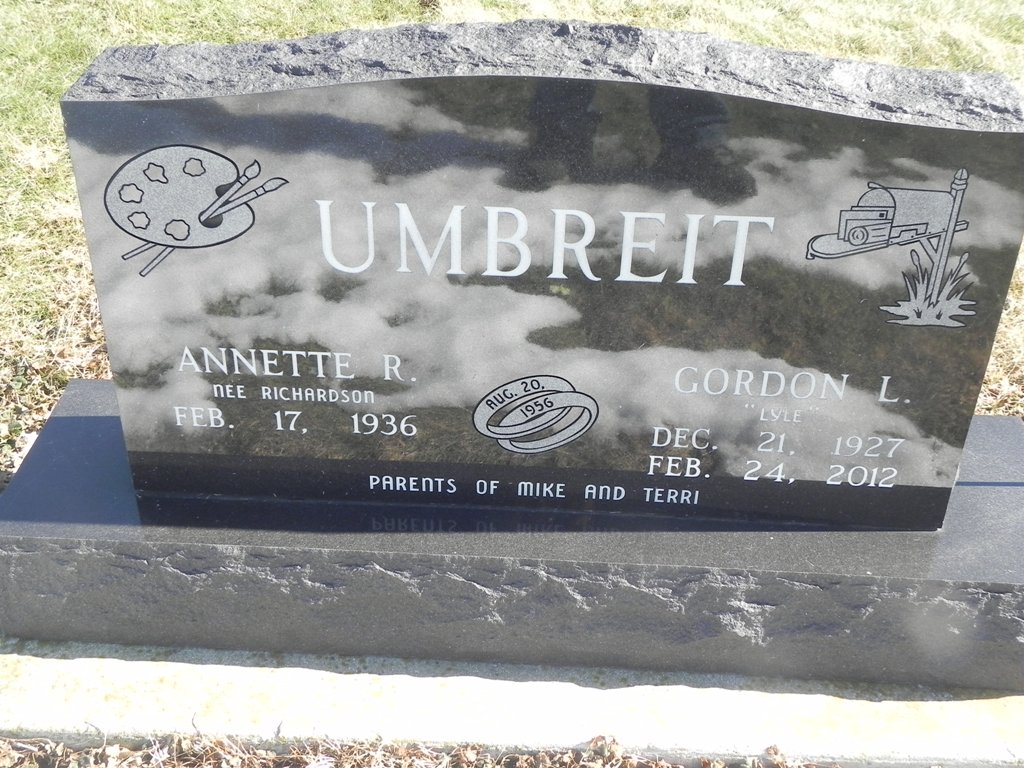 UMBREIT
ANNETTE R.
NEE RICHARDSON
FEB. 17, 1936
AUG. 20,
1956
GORDON L.
"LYLE"
DEC. 21, 1927
FEB. 24, 2012
PARENTS OF MIKE AND TERRI